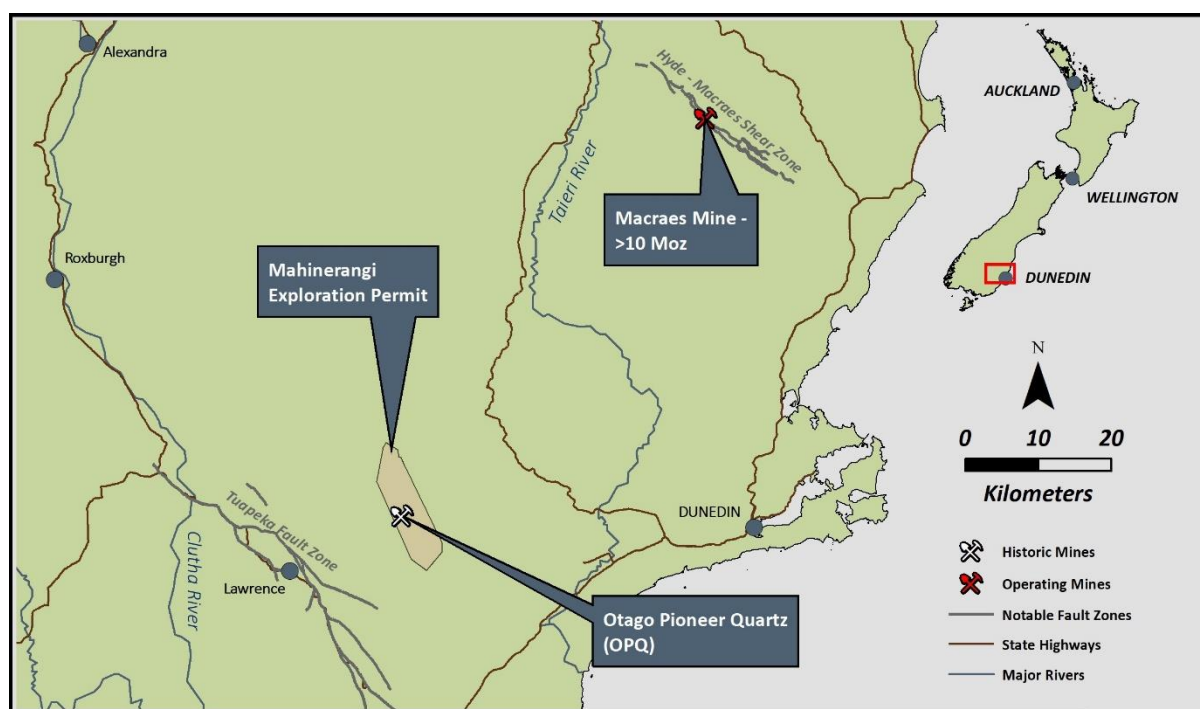 Alexandra
Hyde - Macraes Shear Zone
Taieri River
Macraes Mine -
>10 Moz
Roxburgh
Mahinerangi
Exploration Permit
Tuapeka Fault Zone
Clutha River
Lawrence
DUNEDIN
Otago Pioneer Quartz
(OPQ)
AUCKLAND
WELLINGTON
DUNEDIN
N
0 10 20
Kilometers
Historic Mines
Operating Mines
Notable Fault Zones
State Highways
Major Rivers